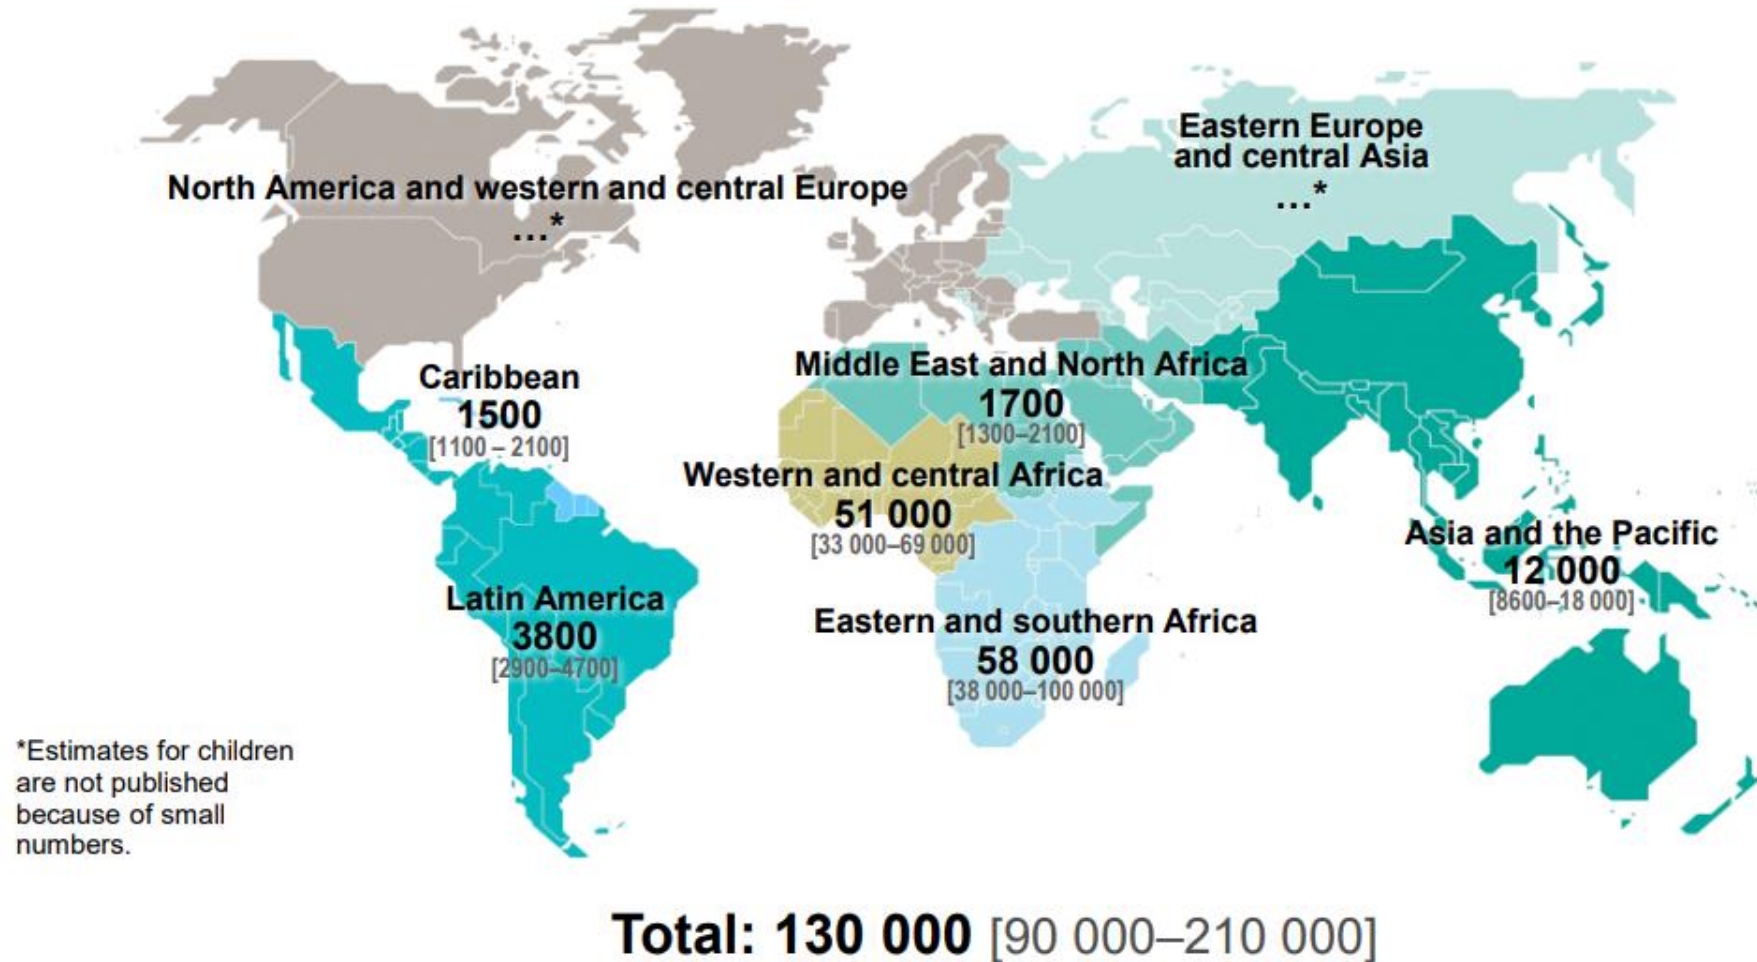 Eastern Europe
and central Asia
...*
North America and western and central Europe
...*
Caribbean
1500
[1100 – 2100]
Middle East and North Africa
1700
[1300–2100]
Western and central Africa
51 000
[33 000–69 000]
Asia and the Pacific
12 000
[8600–18 000]
Latin America
3800
[2900–4700]
Eastern and southern Africa
58 000
[38 000–100 000]
*Estimates for children
are not published
because of small
numbers.
Total: 130 000 [90 000–210 000]